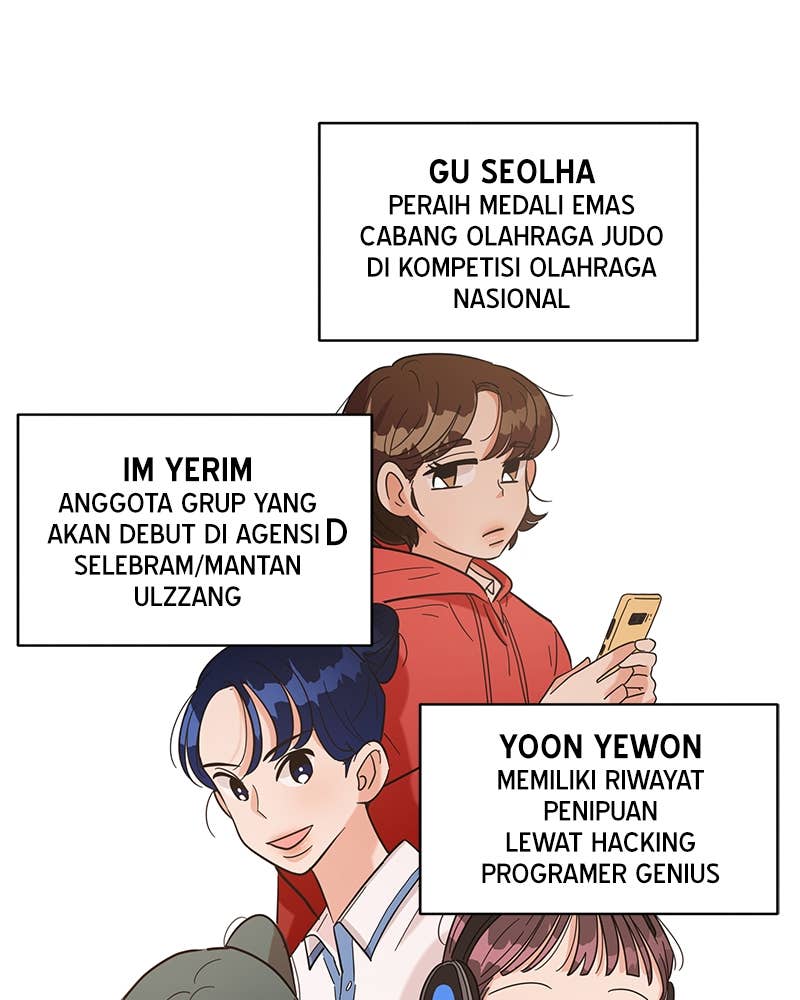 GU SEOLHA
PERAIH MEDALI EMAS
CABANG OLAHRAGA JUDO
DI KOMPETISI OLAHRAGA
NASIONAL
IM YERIM
ANGGOTA GRUP YANG
AKAN DEBUT DI AGENSI D
SELEBRAM/MANTAN
ULZZANG
YOON YEWON
MEMILIKI RIWAYAT
PENIPUAN
LEWAT HACKING
PROGRAMER GENIUS